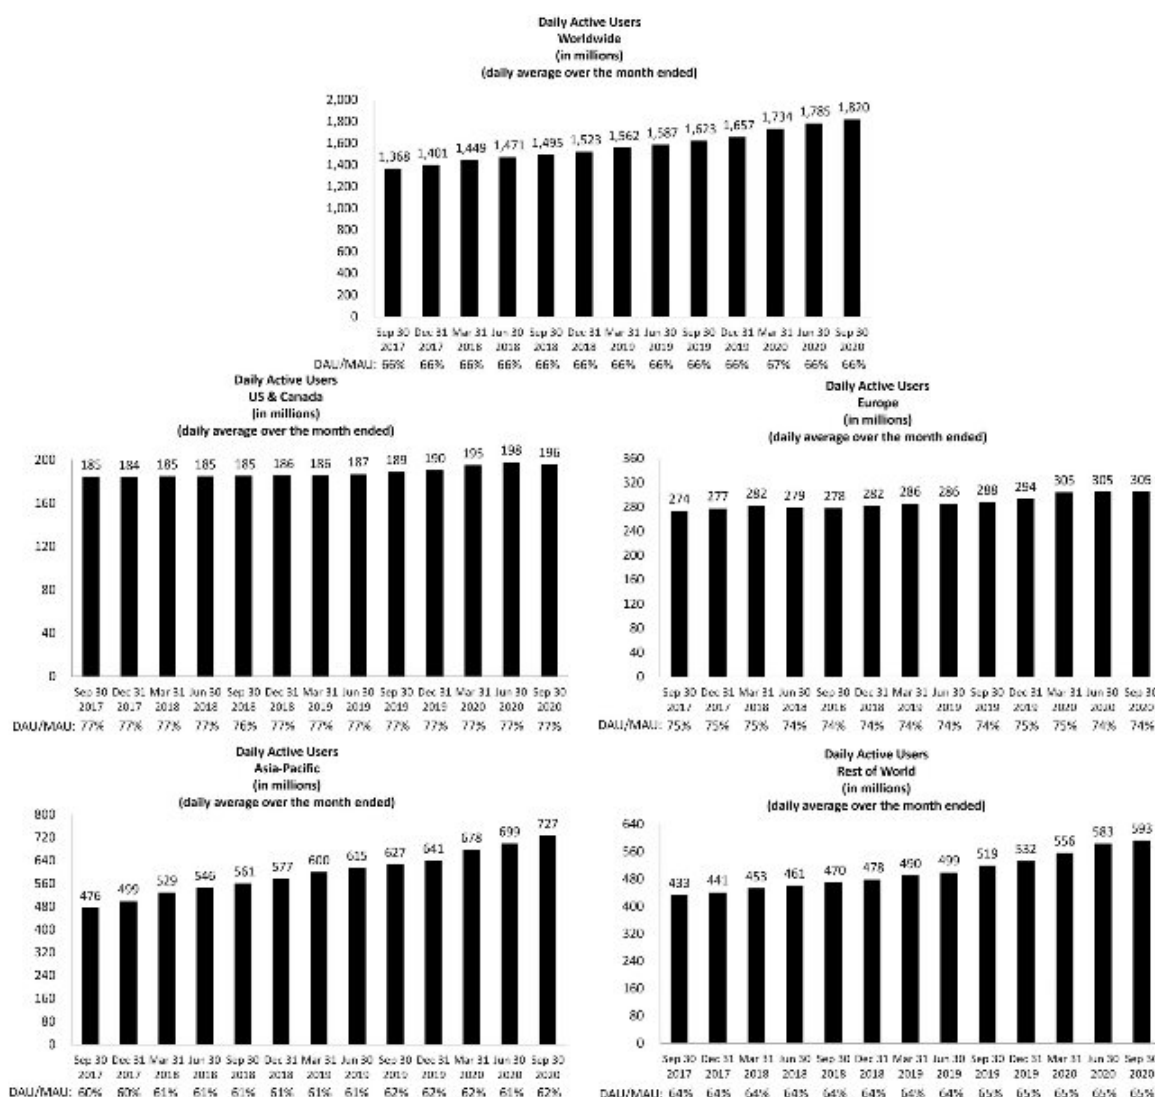 Daily Active Users
Worldwide
(in millions)
(daily average over the month ended)
2,000
1,800
1,600
1,400
1,200
1,000
800
600
400
200
0
1,368 1,401 1,449 1,471 1,495 1,523 1,562 1,587 1,623 1,657 1,734 1,785 1,820
Sep 30 Dec 31 Mar 31 Jun 30 Sep 30 Dec 31 Mar 31 Jun 30 Sep 30 Dec 31 Mar 31 Jun 30 Sep 30
2017 2017 2018 2018 2018 2018 2019 2019 2019 2019 2020 2020 2020
DAU/MAU: 66% 66% 66% 66% 66% 66% 66% 66% 66% 66% 67% 66% 66%
Daily Active Users
US & Canada
(in millions)
(daily average over the month ended)
200
160
120
80
40
0
185 184 185 185 185 186 186 187 189 190 195 198 196
Sep 30 Dec 31 Mar 31 Jun 30 Sep 30 Dec 31 Mar 31 Jun 30 Sep 30 Dec 31 Mar 31 Jun 30 Sep 30
2017 2017 2018 2018 2018 2018 2019 2019 2019 2019 2020 2020 2020
DAU/MAU: 77% 77% 77% 77% 76% 77% 77% 77% 77% 77% 77% 77% 77%
Daily Active Users
Europe
(in millions)
(daily average over the month ended)
360
320
280
240
200
160
120
80
40
0
274 277 282 279 278 282 286 286 288 294 305 305 305
Sep 30 Dec 31 Mar 31 Jun 30 Sep 30 Dec 31 Mar 31 Jun 30 Sep 30 Dec 31 Mar 31 Jun 30 Sep 30
2017 2017 2018 2018 2018 2018 2019 2019 2019 2019 2020 2020 2020
DAU/MAU: 75% 75% 75% 74% 74% 74% 74% 74% 74% 75% 75% 74% 74%
Daily Active Users
Asia-Pacific
(in millions)
(daily average over the month ended)
800
720
640
560
480
400
320
240
160
80
0
476 499 529 546 561 577 600 615 627 641 678 699 727
Sep 30 Dec 31 Mar 31 Jun 30 Sep 30 Dec 31 Mar 31 Jun 30 Sep 30 Dec 31 Mar 31 Jun 30 Sep 30
2017 2017 2018 2018 2018 2018 2019 2019 2019 2019 2020 2020 2020
DAU/MAU: 60% 60% 61% 61% 61% 61% 61% 61% 62% 62% 62% 61% 62%
Daily Active Users
Rest of World
(in millions)
(daily average over the month ended)
640
560
480
400
320
240
160
80
0
433 441 453 461 470 478 490 499 519 532 556 583 593
Sep 30 Dec 31 Mar 31 Jun 30 Sep 30 Dec 31 Mar 31 Jun 30 Sep 30 Dec 31 Mar 31 Jun 30 Sep 30
2017 2017 2018 2018 2018 2018 2019 2019 2019 2019 2020 2020 2020
DAU/MAU: 64% 64% 64% 64% 64% 64% 64% 64% 65% 65% 65% 65% 65%